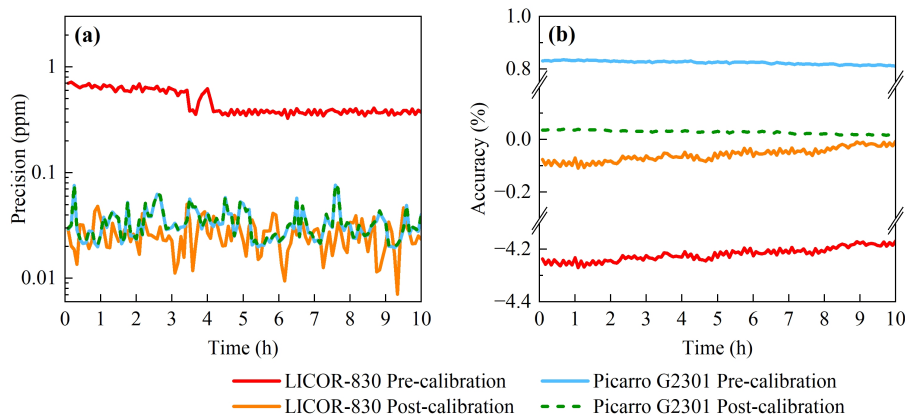 (a)
Precision (ppm)
1
0.1
0.01
0 1 2 3 4 5 6 7 8 9 10
Time (h)
(b)
Accuracy (%)
1.0
0.8
0.0
−0.2
−4.2
−4.4
0 1 2 3 4 5 6 7 8 9 10
Time (h)
LICOR-830 Pre-calibration
Picarro G2301 Pre-calibration
LICOR-830 Post-calibration
Picarro G2301 Post-calibration